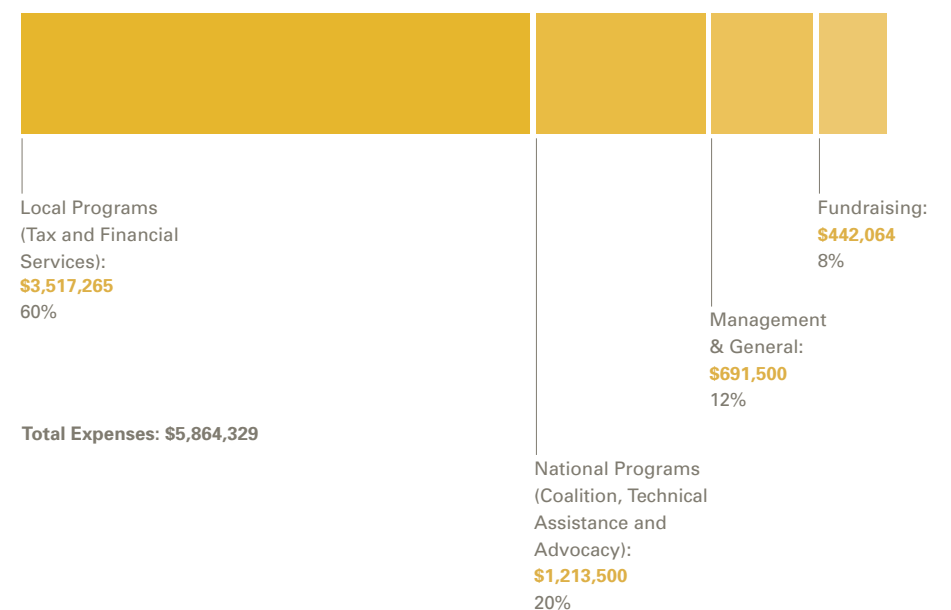 Local Programs
(Tax and Financial
Services):
$3,517,265
60%
Total Expenses: $5,864,329
National Programs
(Coalition, Technical
Assistance and
Advocacy):
$1,213,500
20%
Management
& General:
$691,500
12%
Fundraising:
$442,064
8%